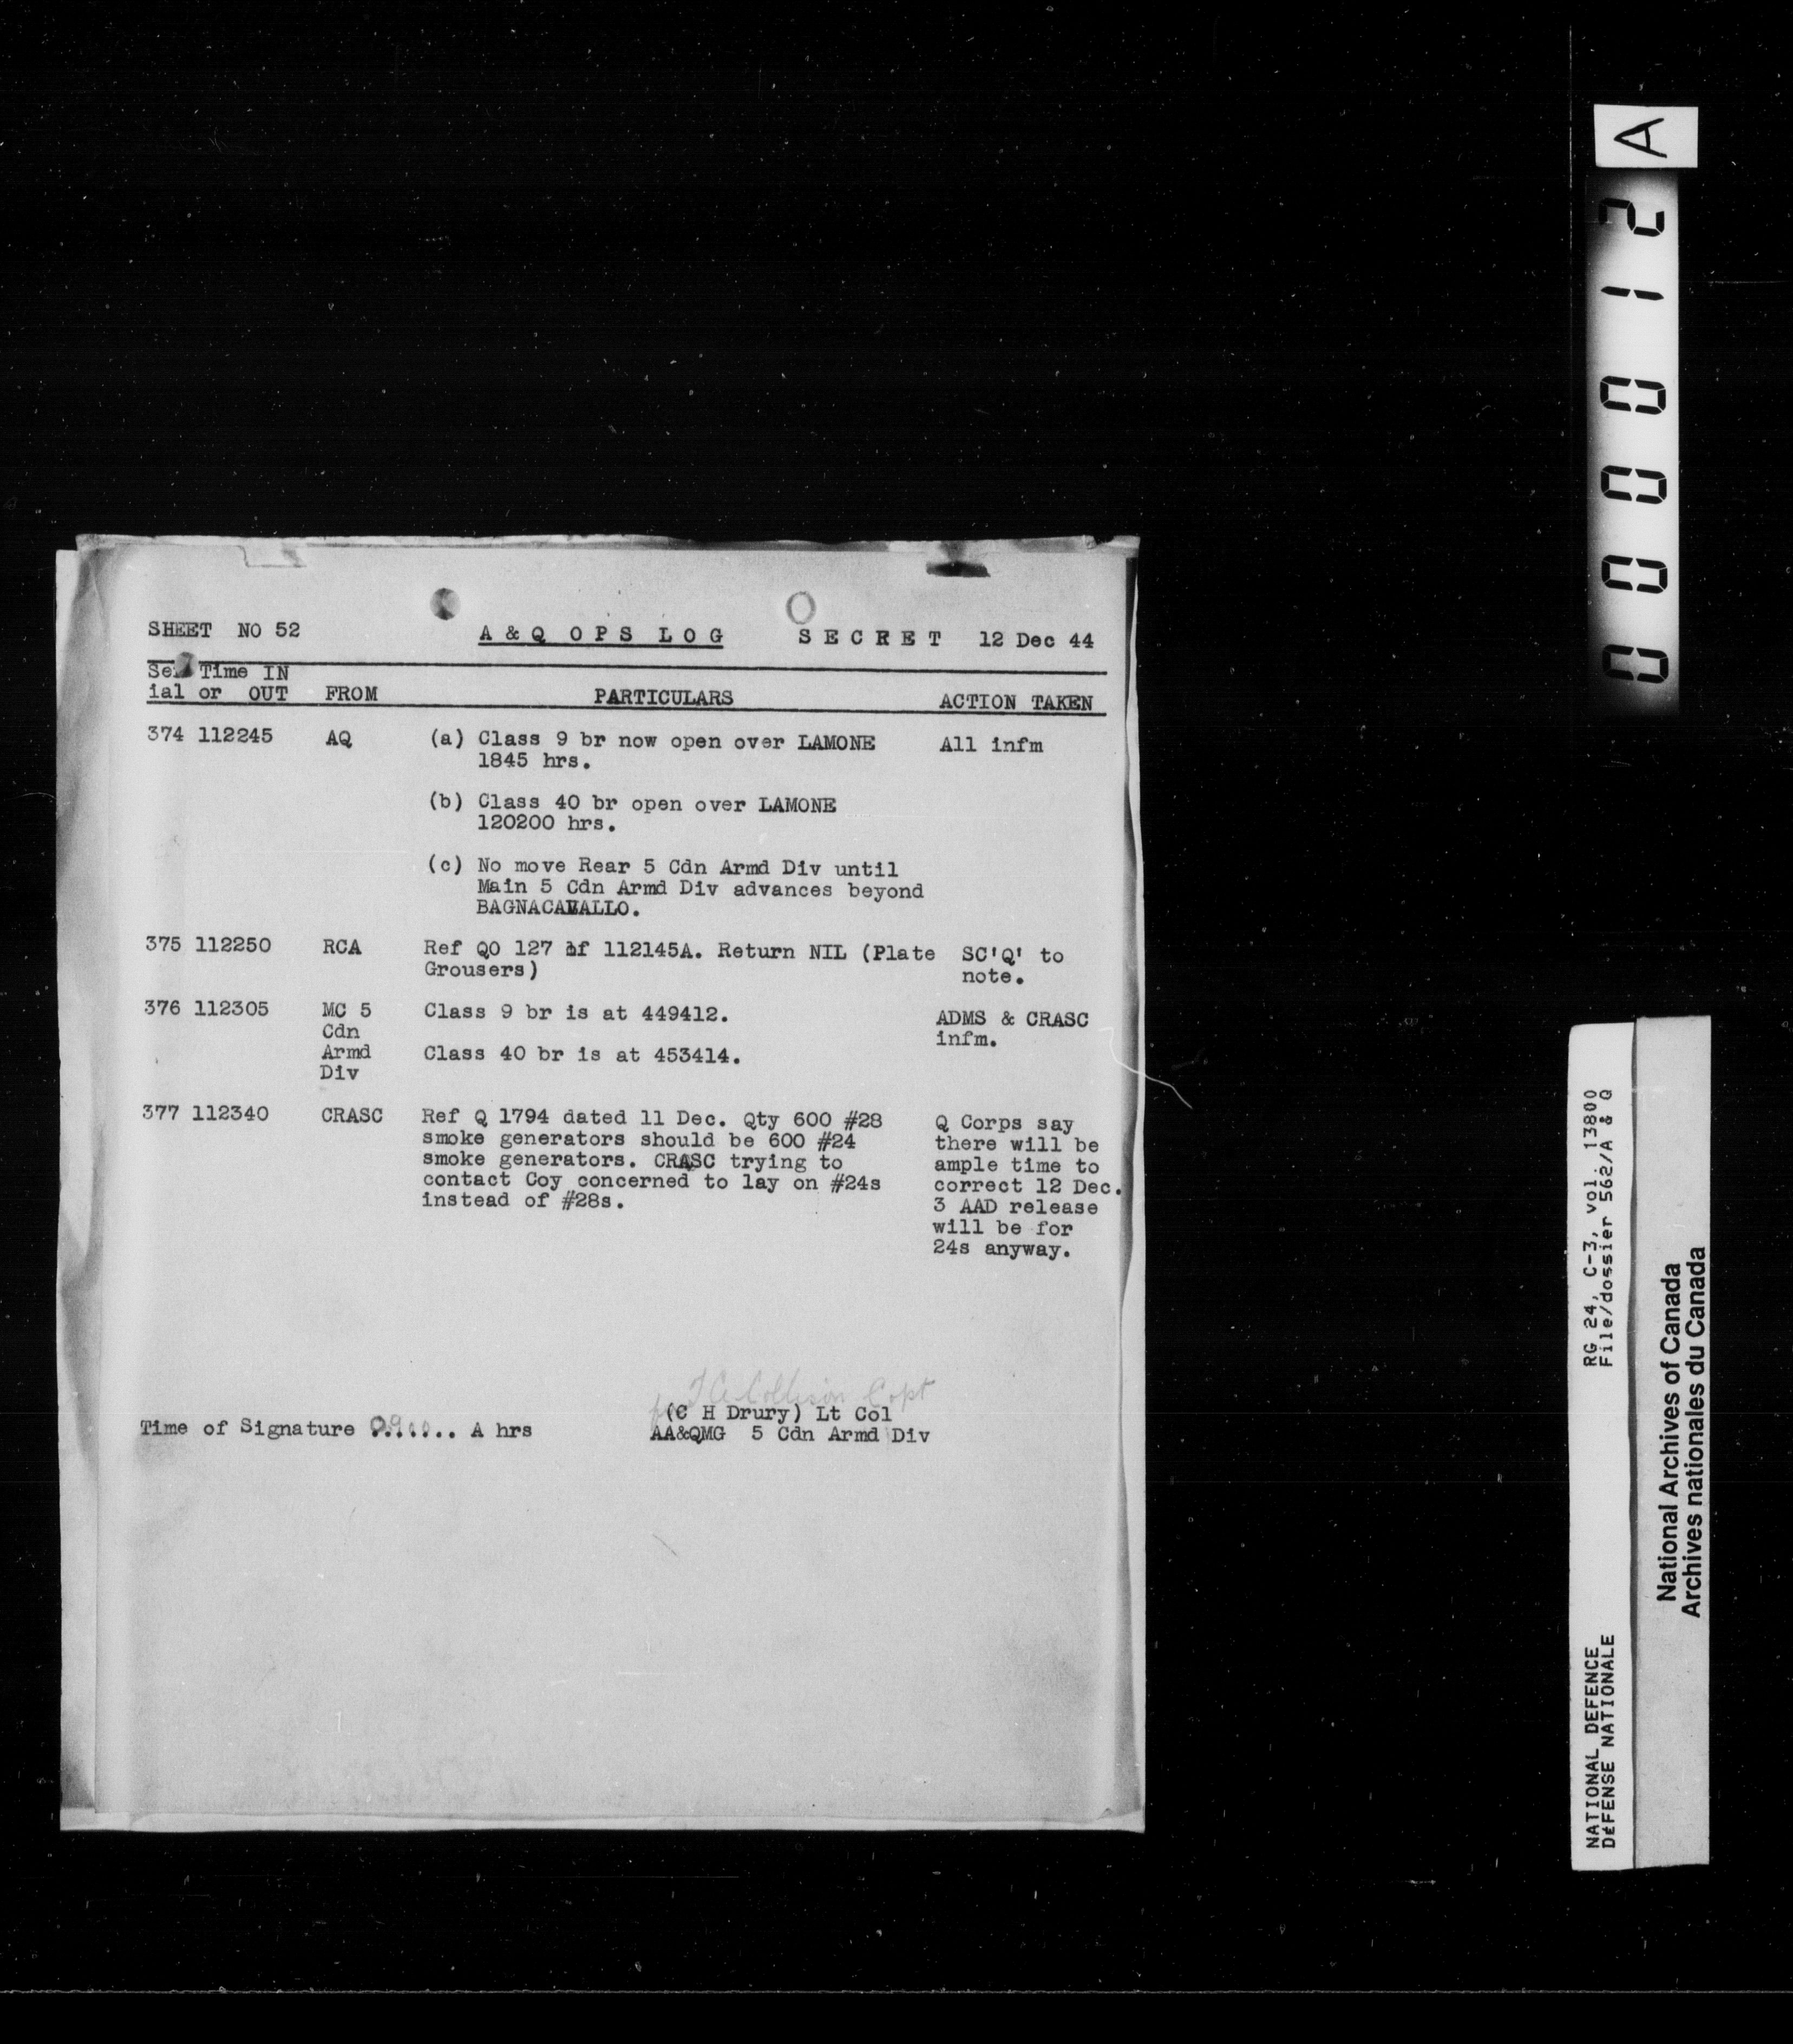 SHEET NO 52 A & Q OPS LOG SECRET 12 Dec 44
Ser Time IN
ial or OUT FROM PARTICULARS ACTION TAKEN
374 112245 AQ (a) Class 9 br now open over LAMONE All infm
1845 hrs.
(b) Class 40 br open over LAMONE
120200 hrs.
(c) No move Rear 5 Cdn Armd Div until
Main 5 Cdn Armd Div advances beyond
BAGNACAVALLO.
375 112250 RCA Ref QO 127 of 112145A. Return NIL (Plate SC'Q' to
Grousers) note.
376 112305 MC 5 Class 9 br is at 449412. ADMS & CRASC
Cdn infm.
Armd Class 40 br is at 453414.
Div
377 112340 CRASC Ref Q 1794 dated 11 Dec. Qty 600 #28 Q Corps say
smoke generators should be 600 #24 there will be
smoke generators. CRASC trying to ample time to
contact Coy concerned to lay on #24s correct 12 Dec.
instead of #28s. 3 AAD release
will be for
24s anyway.
for Collison Capt
(C H Drury) Lt Col
Time of Signature 0900 A hrs AA&QMG 5 Cdn Armd Div
000012 A
RG 24, C-3, vol. 13800
File/dossier 562/A & Q
NATIONAL DEFENCE
DÉFENSE NATIONALE
National Archives of Canada
Archives nationales du Canada